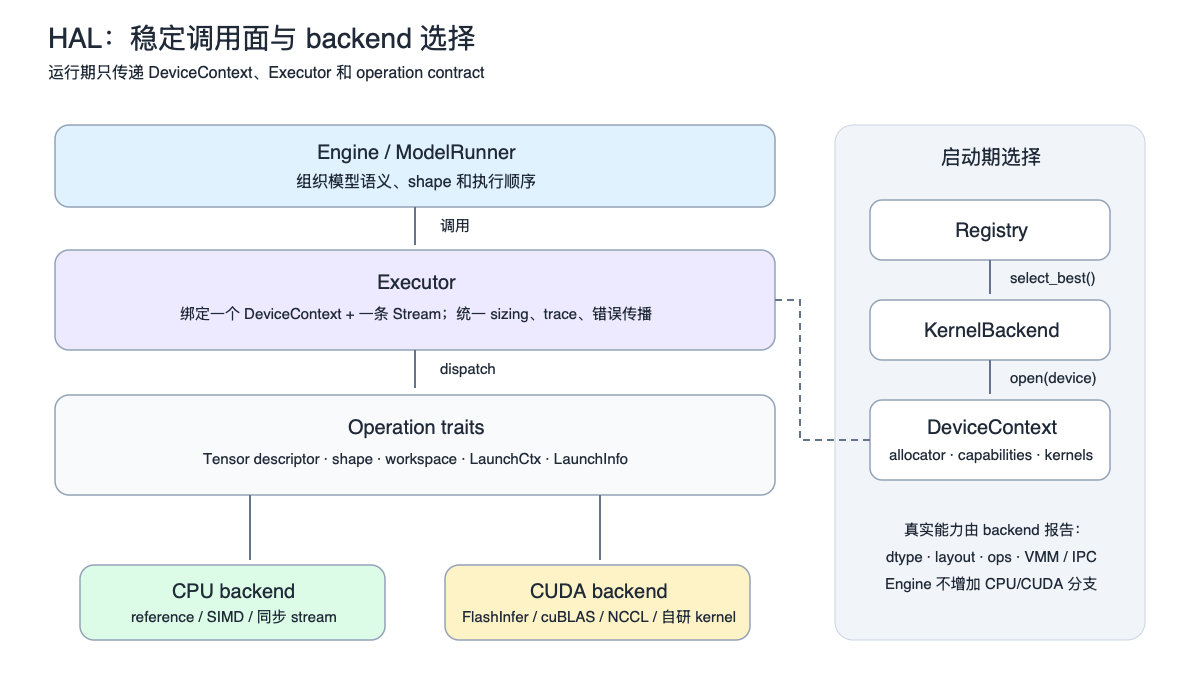 HAL：稳定调用面与 backend 选择
运行期只传递 DeviceContext、Executor 和 operation contract
Engine / ModelRunner
组织模型语义、shape 和执行顺序
调用
Executor
绑定一个 DeviceContext + 一条 Stream；统一 sizing、trace、错误传播
dispatch
Operation traits
Tensor descriptor · shape · workspace · LaunchCtx · LaunchInfo
CPU backend
reference / SIMD / 同步 stream
CUDA backend
FlashInfer / cuBLAS / NCCL / 自研 kernel
启动期选择
Registry
select_best()
KernelBackend
open(device)
DeviceContext
allocator · capabilities · kernels
真实能力由 backend 报告：
dtype · layout · ops · VMM / IPC
Engine 不增加 CPU/CUDA 分支